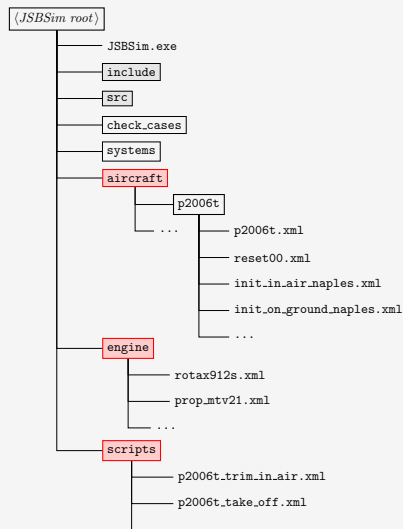 ⟨JSBSim root⟩
JSBSim.exe
include
src
check_cases
systems
aircraft
p2006t
... p2006t.xml
reset00.xml
init_in_air_naples.xml
init_on_ground_naples.xml
...
engine
rotax912s.xml
prop_mtv21.xml
...
scripts
p2006t_trim_in_air.xml
p2006t_take_off.xml